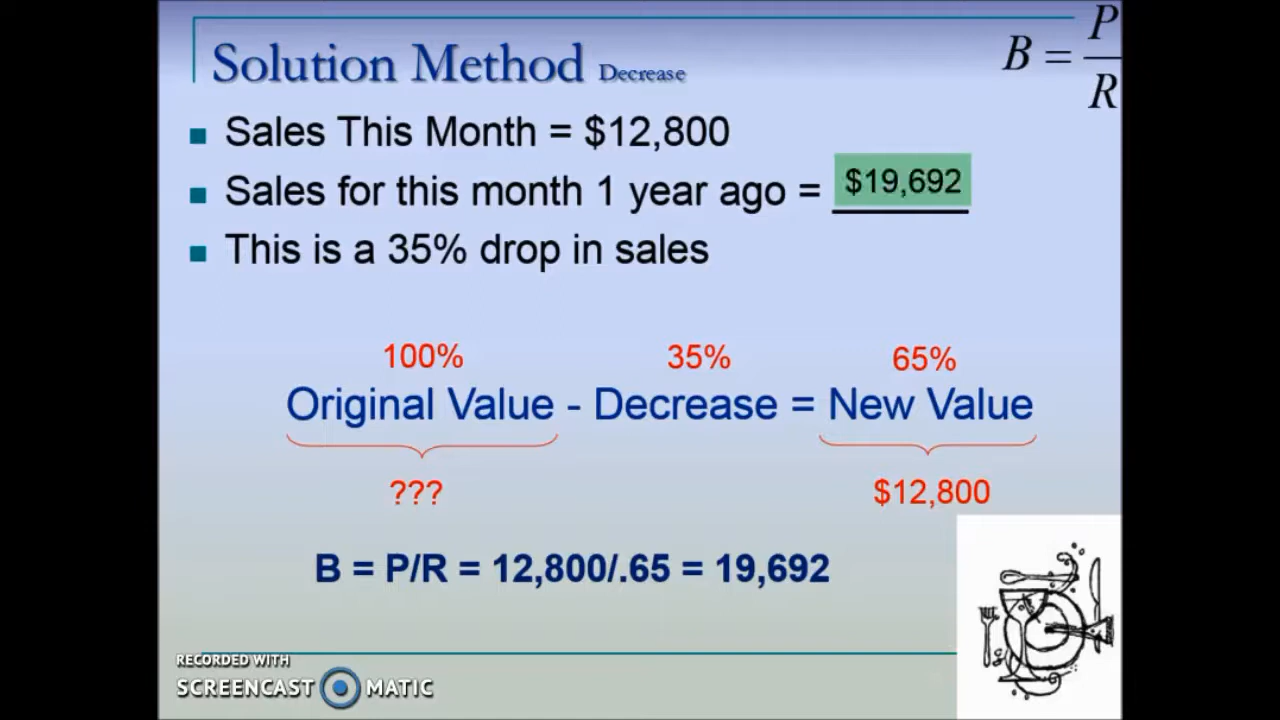 Solution Method Decrease
B = P/R
Sales This Month = $12,800
Sales for this month 1 year ago = $19,692
This is a 35% drop in sales
100% 35% 65%
Original Value - Decrease = New Value
??? $12,800
B = P/R = 12,800/.65 = 19,692
RECORDED WITH
SCREENCAST MATIC